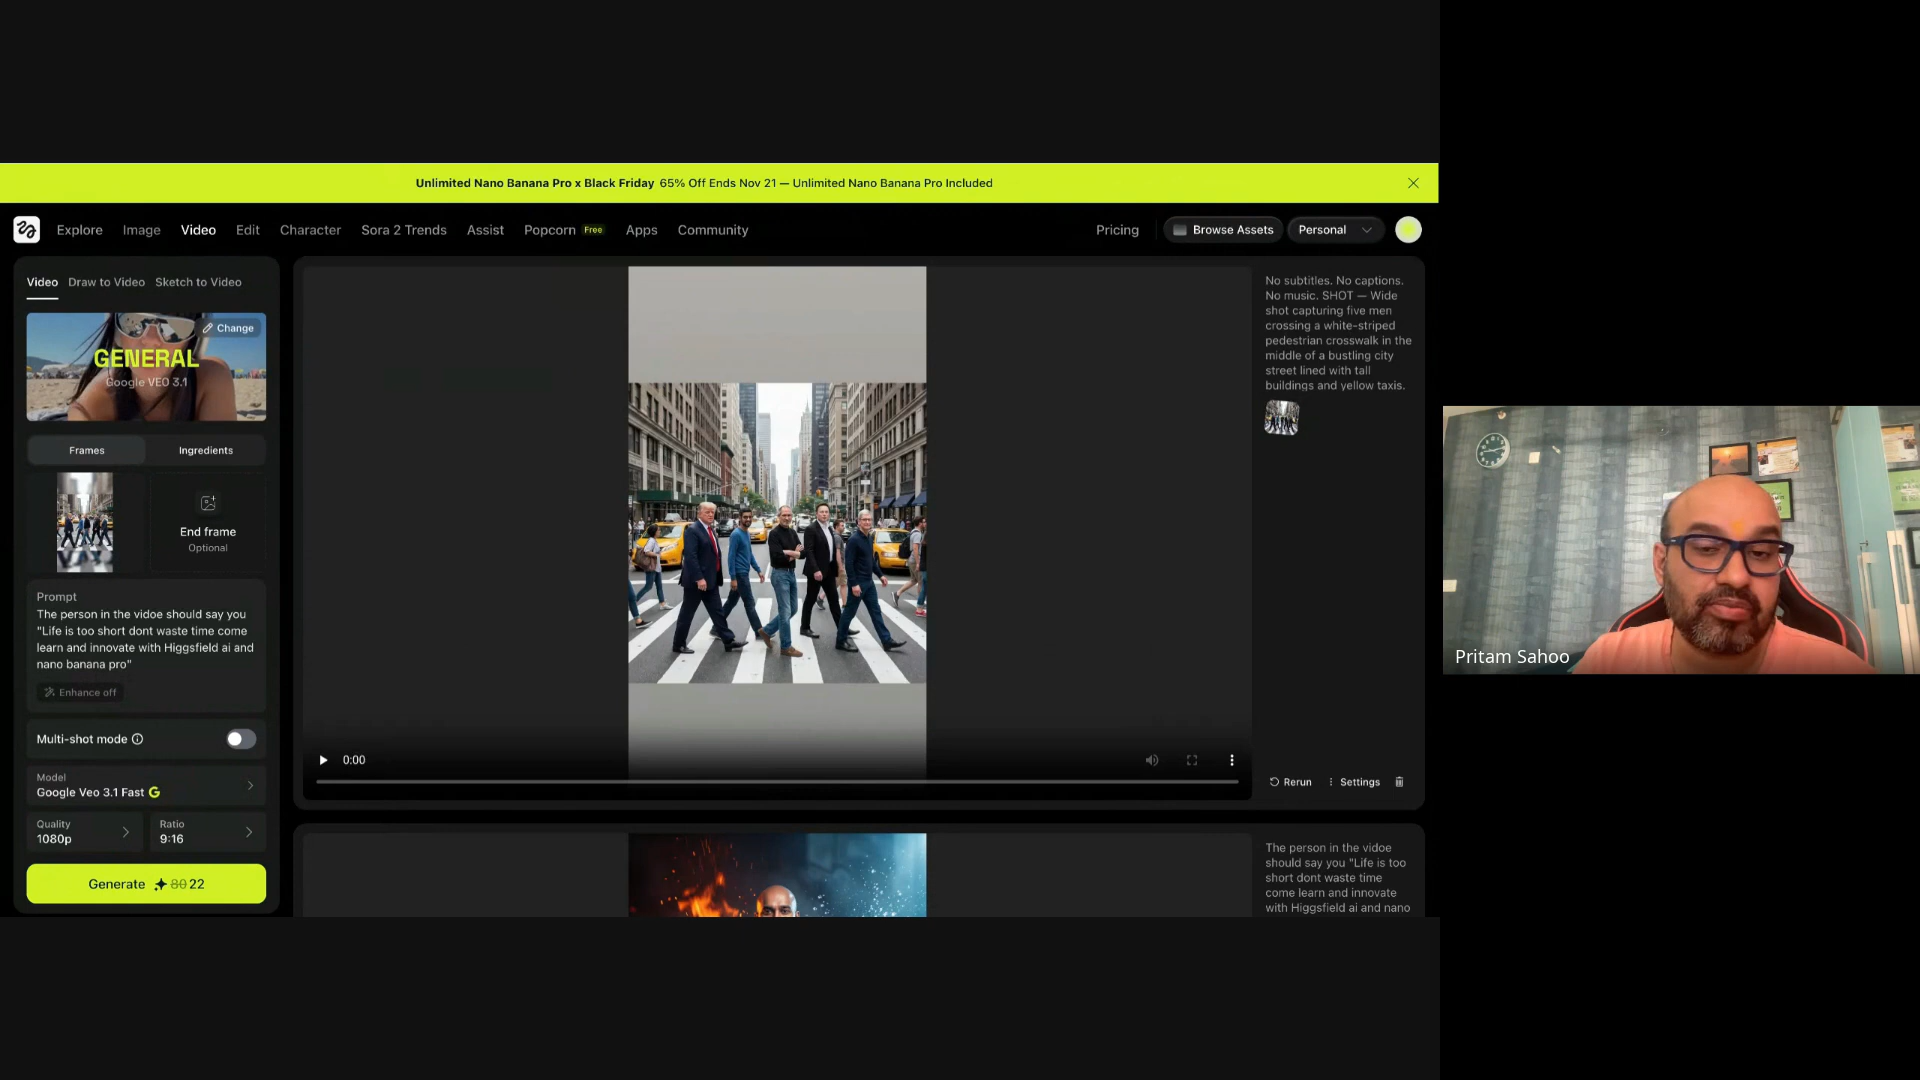 Unlimited Nano Banana Pro x Black Friday 65% Off Ends Nov 21 — Unlimited Nano Banana Pro Included
Explore Image Video Edit Character Sora 2 Trends Assist Popcorn Free Apps Community
Pricing Browse Assets Personal
Video Draw to Video Sketch to Video
Change
GENERAL
Google VEO 3.1
Frames Ingredients
End frame
Optional
Prompt
The person in the vidoe should say you
"Life is too short dont waste time come
learn and innovate with Higgsfield ai and
nano banana pro"
Enhance off
Multi-shot mode
Model
Google Veo 3.1 Fast
Quality
1080p
Ratio
9:16
Generate 80 22
0:00
No subtitles. No captions.
No music. SHOT — Wide
shot capturing five men
crossing a white-striped
pedestrian crosswalk in the
middle of a bustling city
street lined with tall
buildings and yellow taxis.
Rerun Settings
The person in the vidoe
should say you "Life is too
short dont waste time
come learn and innovate
with Higgsfield ai and nano
Pritam Sahoo